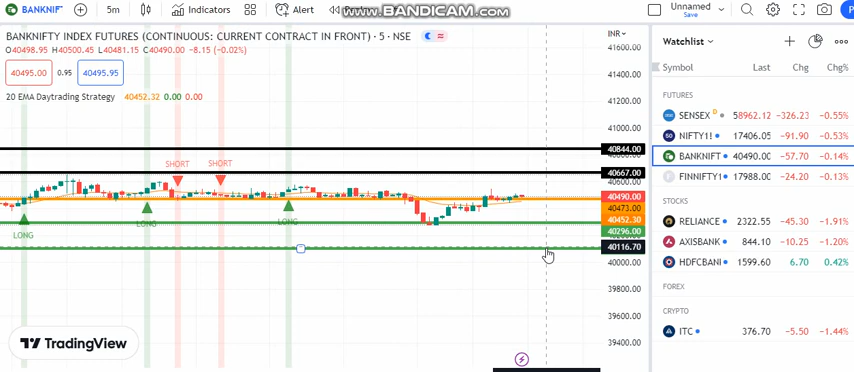 BANKNIF
5m
Indicators
Alert
WWW.BANDICAM.COM
Unnamed
Save
P
BANKNIFTY INDEX FUTURES (CONTINUOUS: CURRENT CONTRACT IN FRONT) · 5 · NSE
O40498.95 H40500.45 L40481.15 C40490.00 -8.15 (-0.02%)
40495.00 0.95 40495.95
20 EMA Daytrading Strategy 40452.32 0.00 0.00
SHORT SHORT
LONG LONG LONG
TradingView
INR
41600.00
41400.00
41200.00
41000.00
40844.00
40667.00
40600.00
40490.00
40473.00
40452.30
40296.00
40116.70
40000.00
39800.00
39600.00
39400.00
Watchlist
Symbol Last Chg Chg%
FUTURES
SENSEX D 58962.12 -326.23 -0.55%
NIFTY1! 17406.05 -91.90 -0.53%
BANKNIFT 40490.00 -57.70 -0.14%
FINNIFTY1 17988.00 -24.20 -0.13%
STOCKS
RELIANCE 2322.55 -45.30 -1.91%
AXISBANK 844.10 -10.25 -1.20%
HDFCBANI 1599.60 6.70 0.42%
FOREX
CRYPTO
ITC 376.70 -5.50 -1.44%